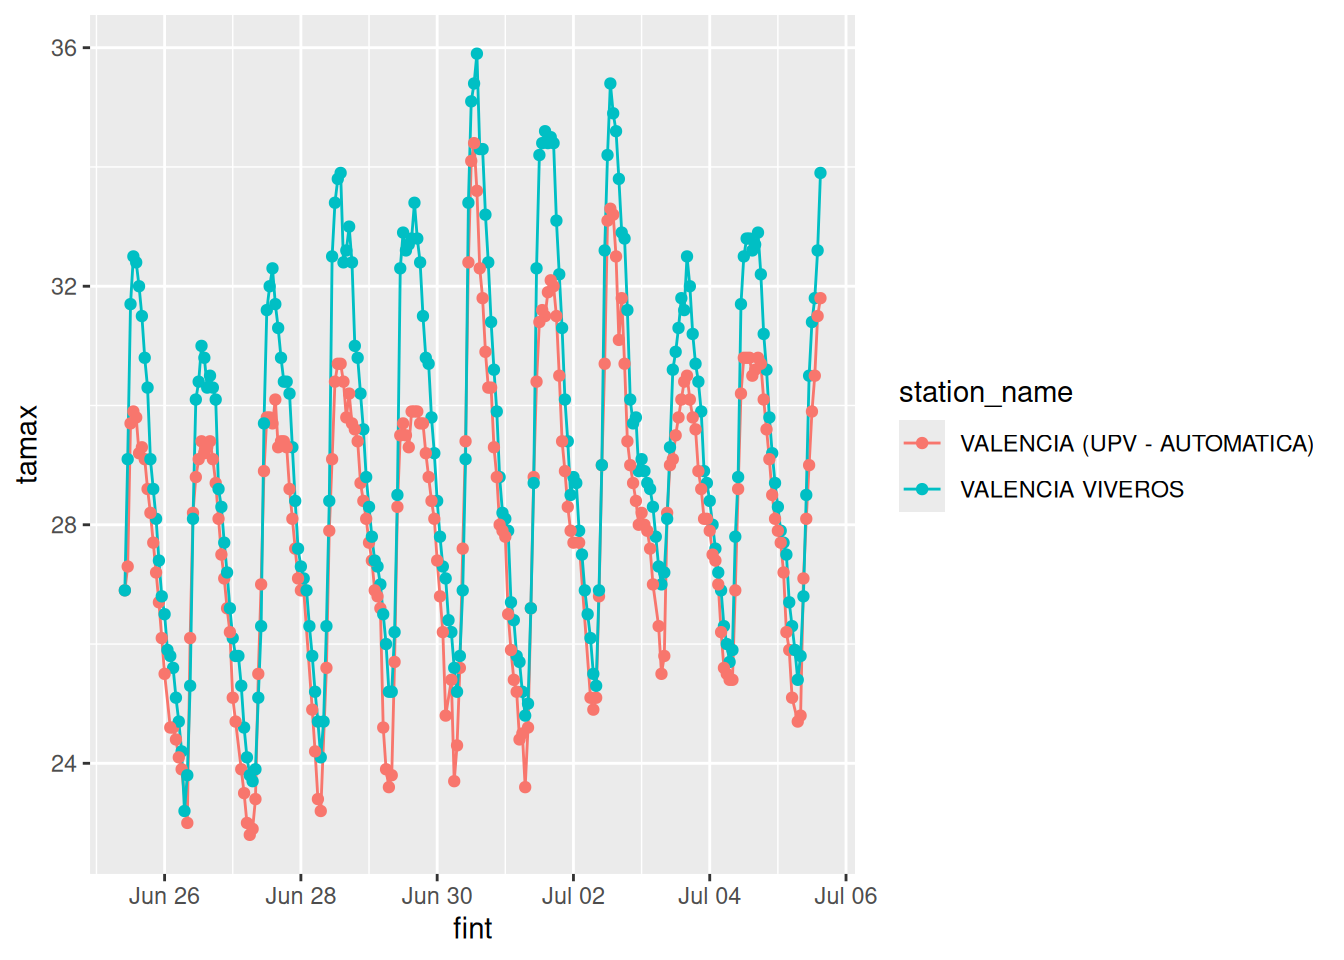 36
32
28
24
tamax
Jun 26
Jun 28
Jun 30
Jul 02
Jul 04
Jul 06
fint
station_name
VALENCIA (UPV - AUTOMATICA)
VALENCIA VIVEROS